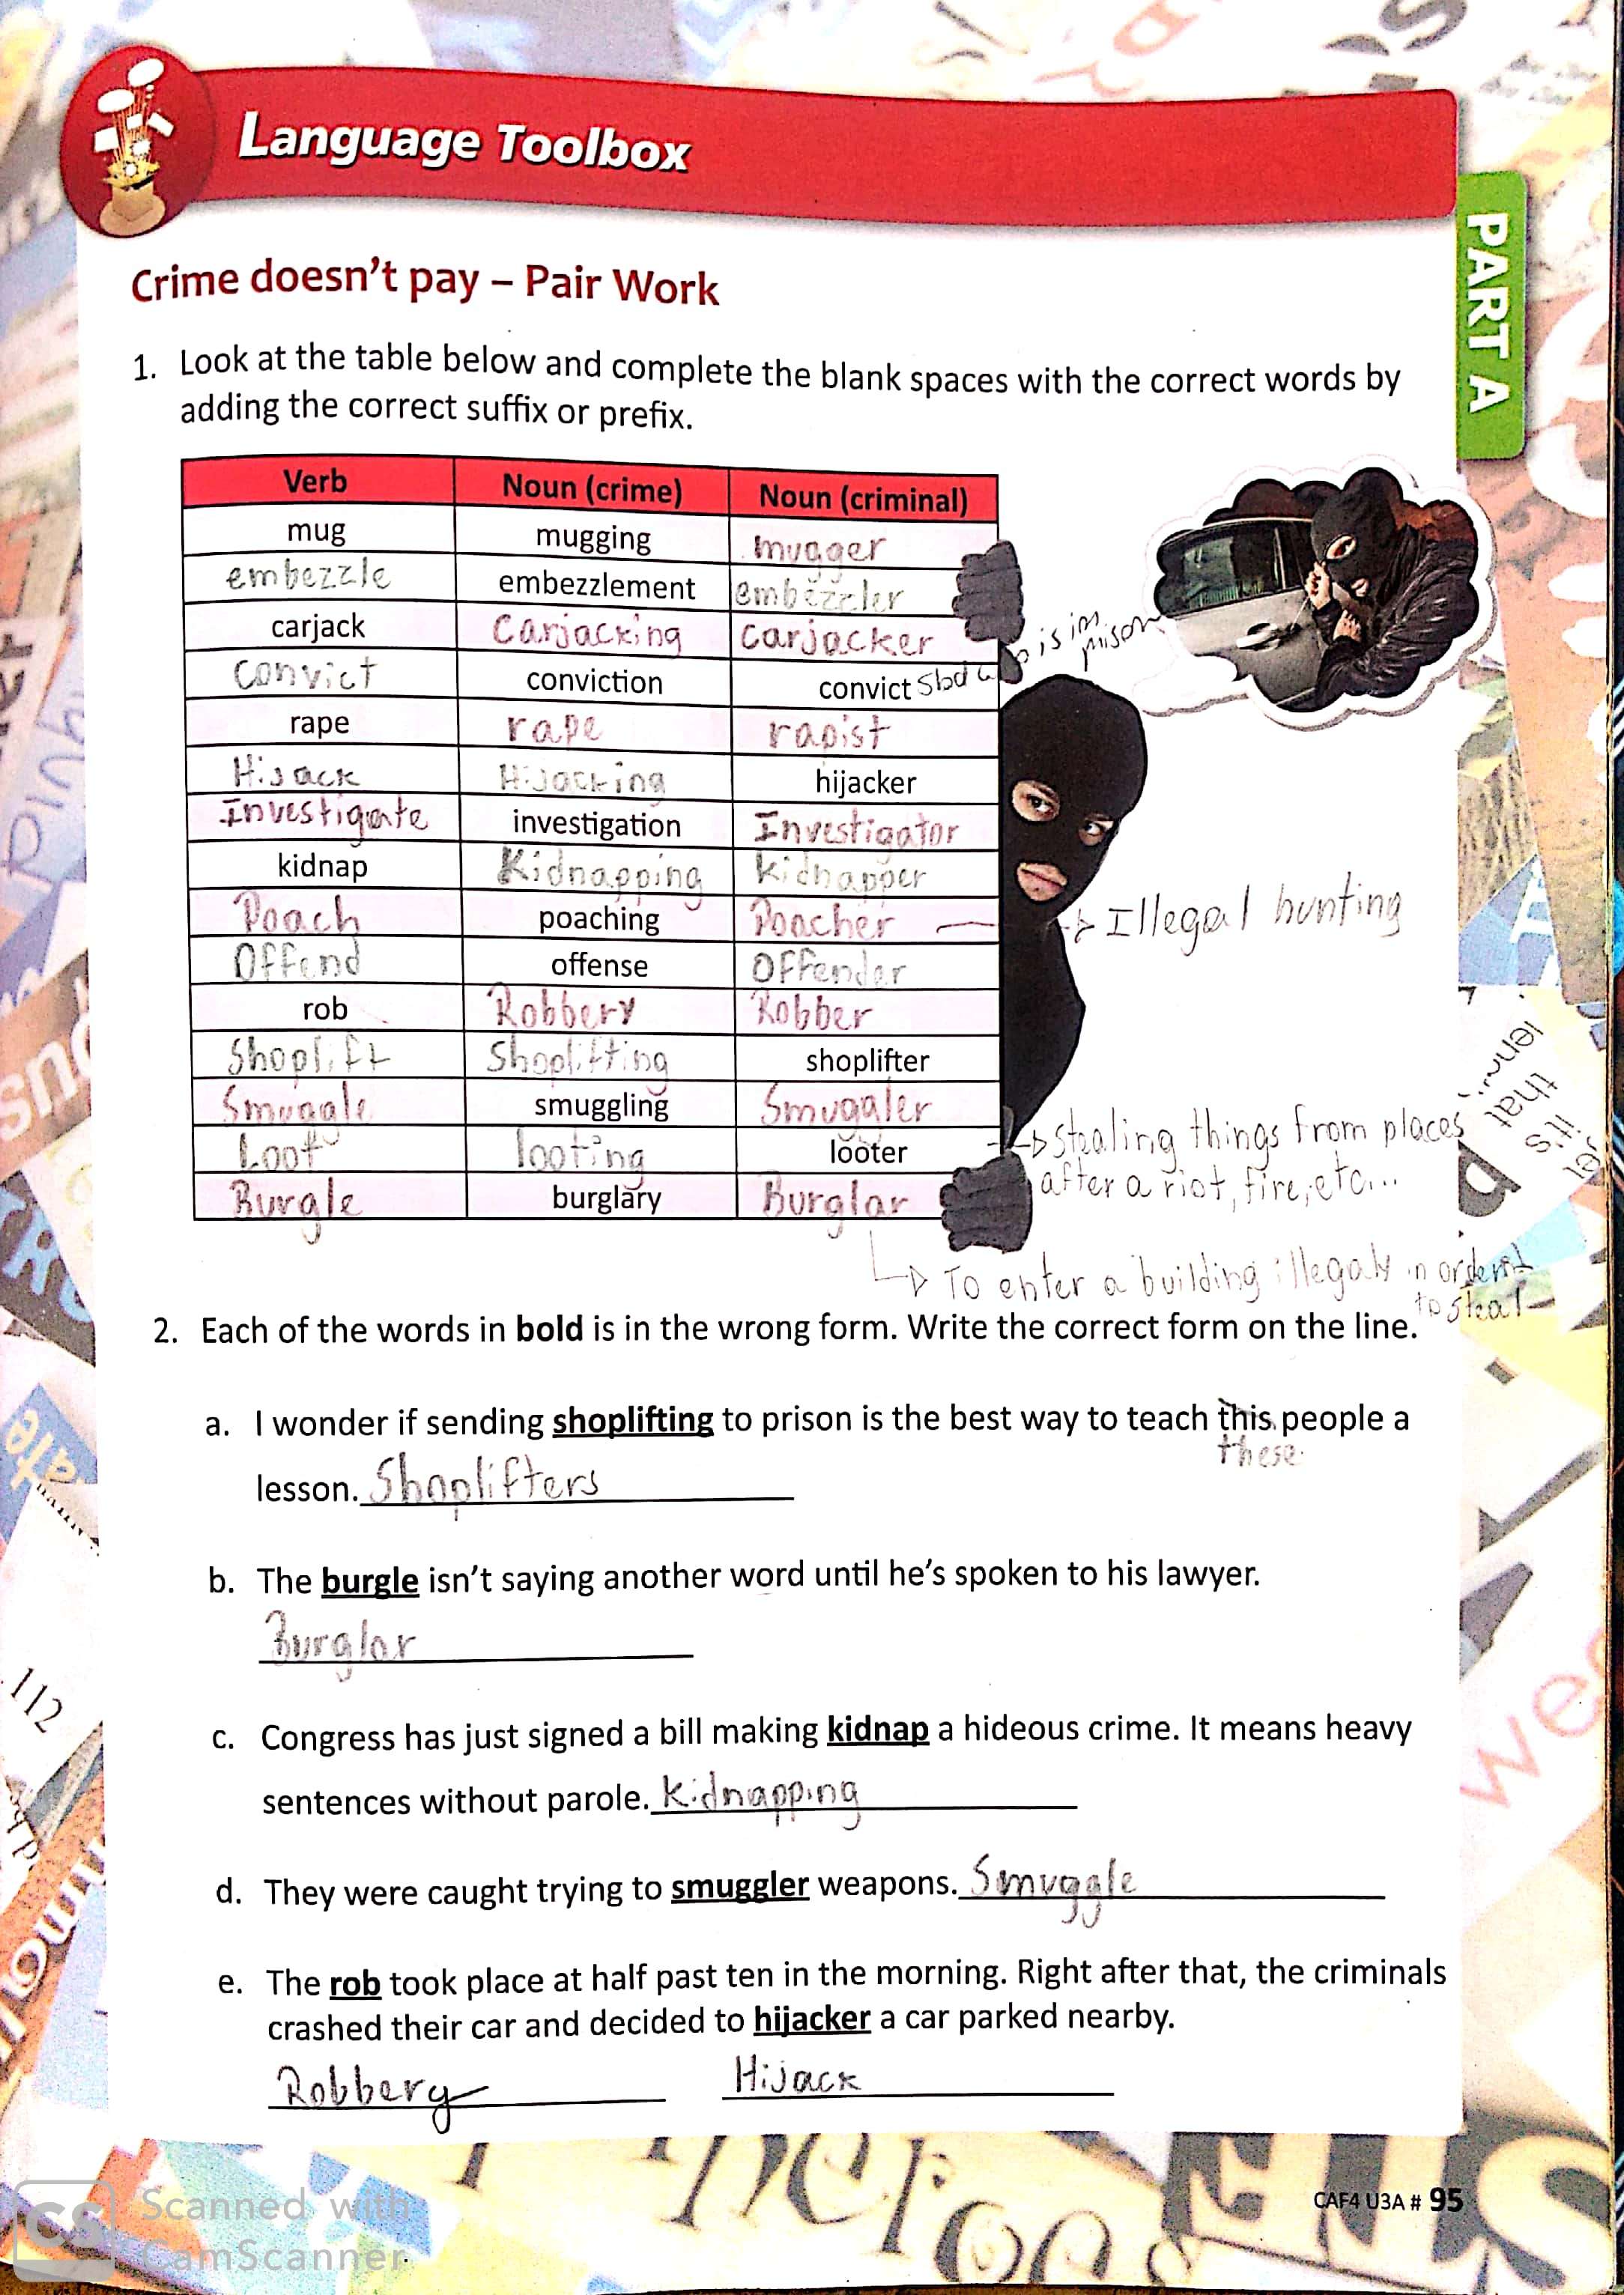 Language Toolbox
PART A
Crime doesn't pay – Pair Work
1. Look at the table below and complete the blank spaces with the correct words by
adding the correct suffix or prefix.
Verb Noun (crime) Noun (criminal)
mug mugging mugger
embezzle embezzlement embezzler
carjack Carjacking carjacker
Convict conviction convict Sbd is in prison
rape rape rapist
Hijack Hijacking hijacker
Investigate investigation Investigator
kidnap Kidnapping kidnapper
Poach poaching Poacher Illegal hunting
Offend offense Offender
rob Robbery Robber
Shoplift Shoplifting shoplifter
Smuggle smuggling Smuggler
Loot looting looter Stealing things from places
after a riot, fire, etc...
Burgle burglary Burglar
To enter a building illegaly in order
to steal
2. Each of the words in bold is in the wrong form. Write the correct form on the line.
a. I wonder if sending shoplifting to prison is the best way to teach this people a
these
lesson. Shoplifters
b. The burgle isn't saying another word until he's spoken to his lawyer.
Burglar
c. Congress has just signed a bill making kidnap a hideous crime. It means heavy
sentences without parole. Kidnapping
d. They were caught trying to smuggler weapons. Smuggle
e. The rob took place at half past ten in the morning. Right after that, the criminals
crashed their car and decided to hijacker a car parked nearby.
Robbery Hijack
CAF4 U3A # 95
CS Scanned with
CamScanner
112